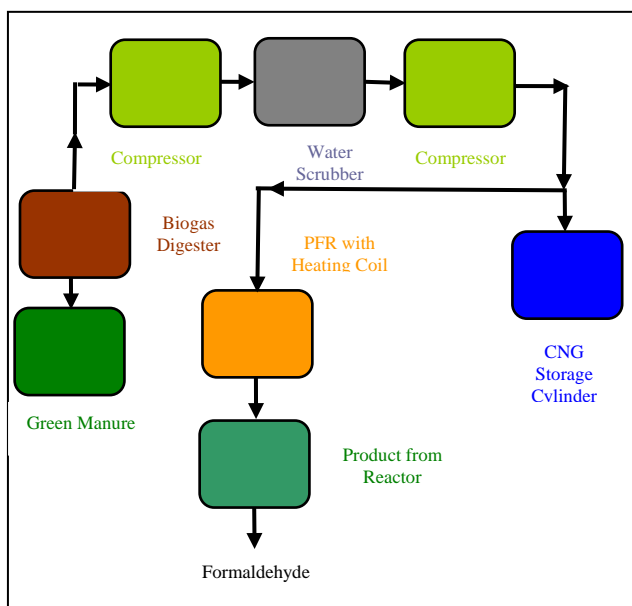 Compressor
Water
Scrubber
Compressor
Biogas
Digester
PFR with
Heating Coil
CNG
Storage
Cylinder
Green Manure
Product from
Reactor
Formaldehyde